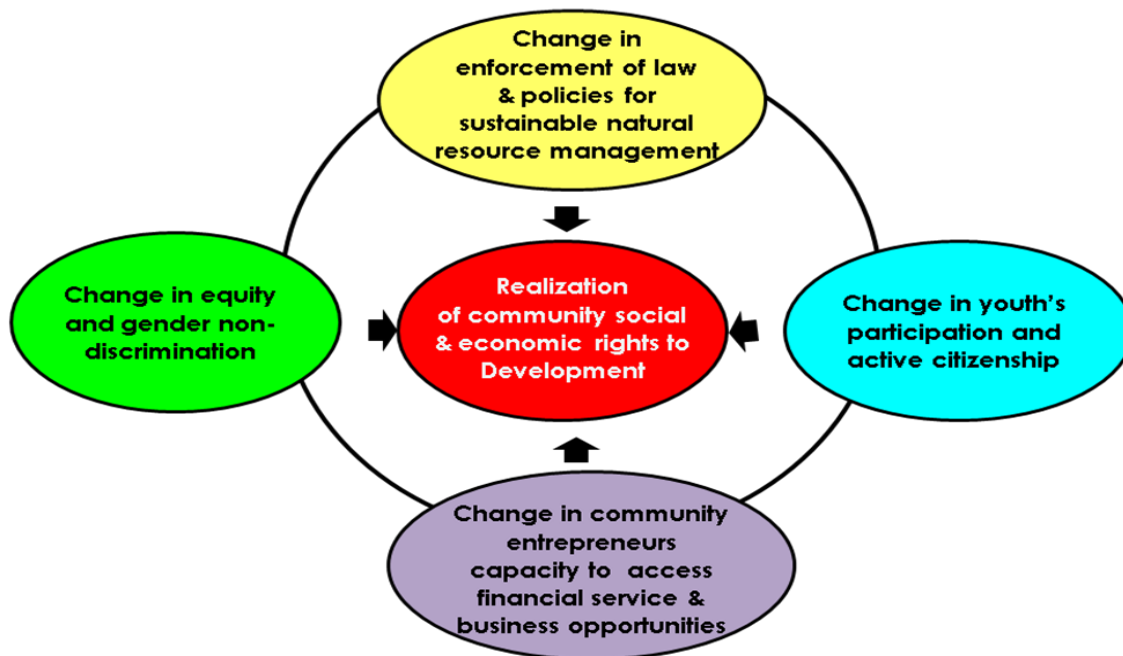 Change in
enforcement of law
& policies for
sustainable natural
resource management
Change in equity
and gender non-
discrimination
Realization
of community social
& economic rights to
Development
Change in youth’s
participation and
active citizenship
Change in community
entrepreneurs
capacity to access
financial service &
business opportunities